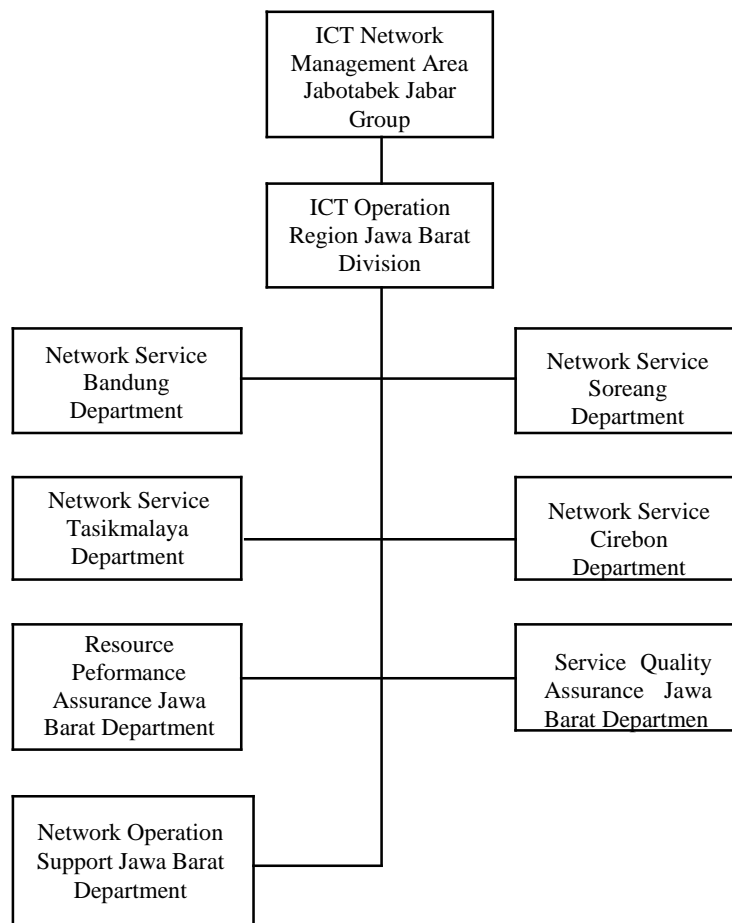 ICT Network
Management Area
Jabotabek Jabar
Group
ICT Operation
Region Jawa Barat
Division
Network Service
Bandung
Department
Network Service
Soreang
Department
Network Service
Tasikmalaya
Department
Network Service
Cirebon
Department
Resource
Peformance
Assurance Jawa
Barat Department
Service Quality
Assurance Jawa
Barat Departmen
Network Operation
Support Jawa Barat
Department